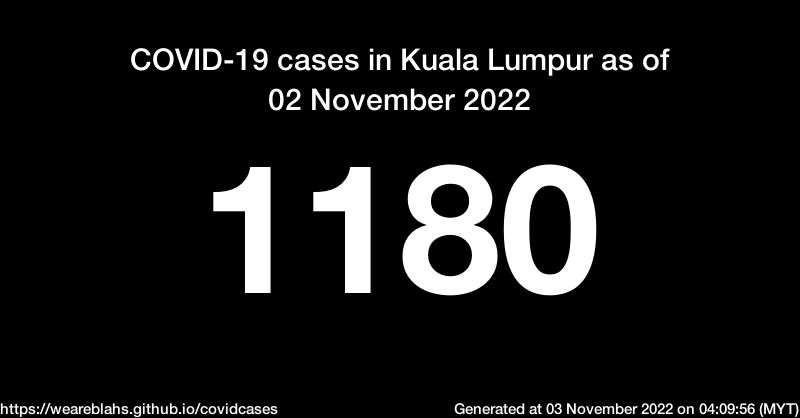 COVID-19 cases in Kuala Lumpur as of
02 November 2022
1180
https://weareblahs.github.io/covidcases
Generated at 03 November 2022 on 04:09:56 (MYT)